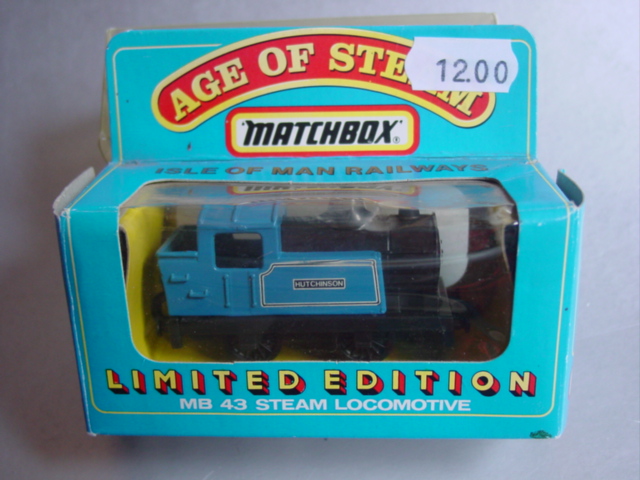 AGE OF STEAM
12.00
"MATCHBOX"®
ISLE OF MAN RAILWAYS
HUTCHINSON
LIMITED EDITION
MB 43 STEAM LOCOMOTIVE